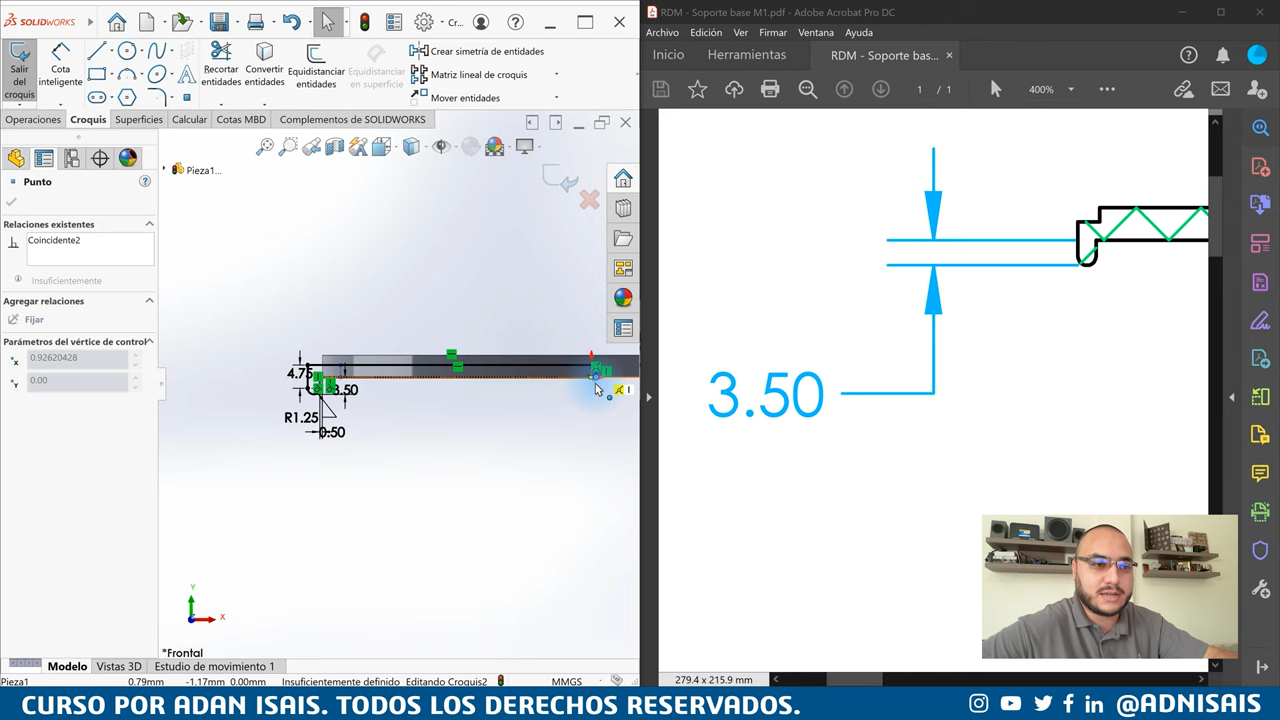 SOLIDWORKS
Cr...
Salir del croquis
Cota inteligente
Recortar entidades
Convertir entidades
Equidistanciar entidades
Equidistanciar en superficie
Crear simetría de entidades
Matriz lineal de croquis
Mover entidades
Operaciones
Croquis
Superficies
Calcular
Cotas MBD
Complementos de SOLIDWORKS
Punto
Relaciones existentes
Coincidente2
Insuficientemente
Agregar relaciones
Fijar
Parámetros del vértice de control
0.92620428
0.00
Pieza1...
4.75
3.50
R1.25
0.50
Y
X
*Frontal
Modelo
Vistas 3D
Estudio de movimiento 1
Pieza1
0.79mm
-1.17mm
0.00mm
Insuficientemente definido
Editando Croquis2
MMGS
RDM - Soporte base M1.pdf - Adobe Acrobat Pro DC
Archivo
Edición
Ver
Firmar
Ventana
Ayuda
Inicio
Herramientas
RDM - Soporte bas...
1 / 1
400%
3.50
279.4 x 215.9 mm
CURSO POR ADAN ISAIS. TODOS LOS DERECHOS RESERVADOS.
@ADNISAIS